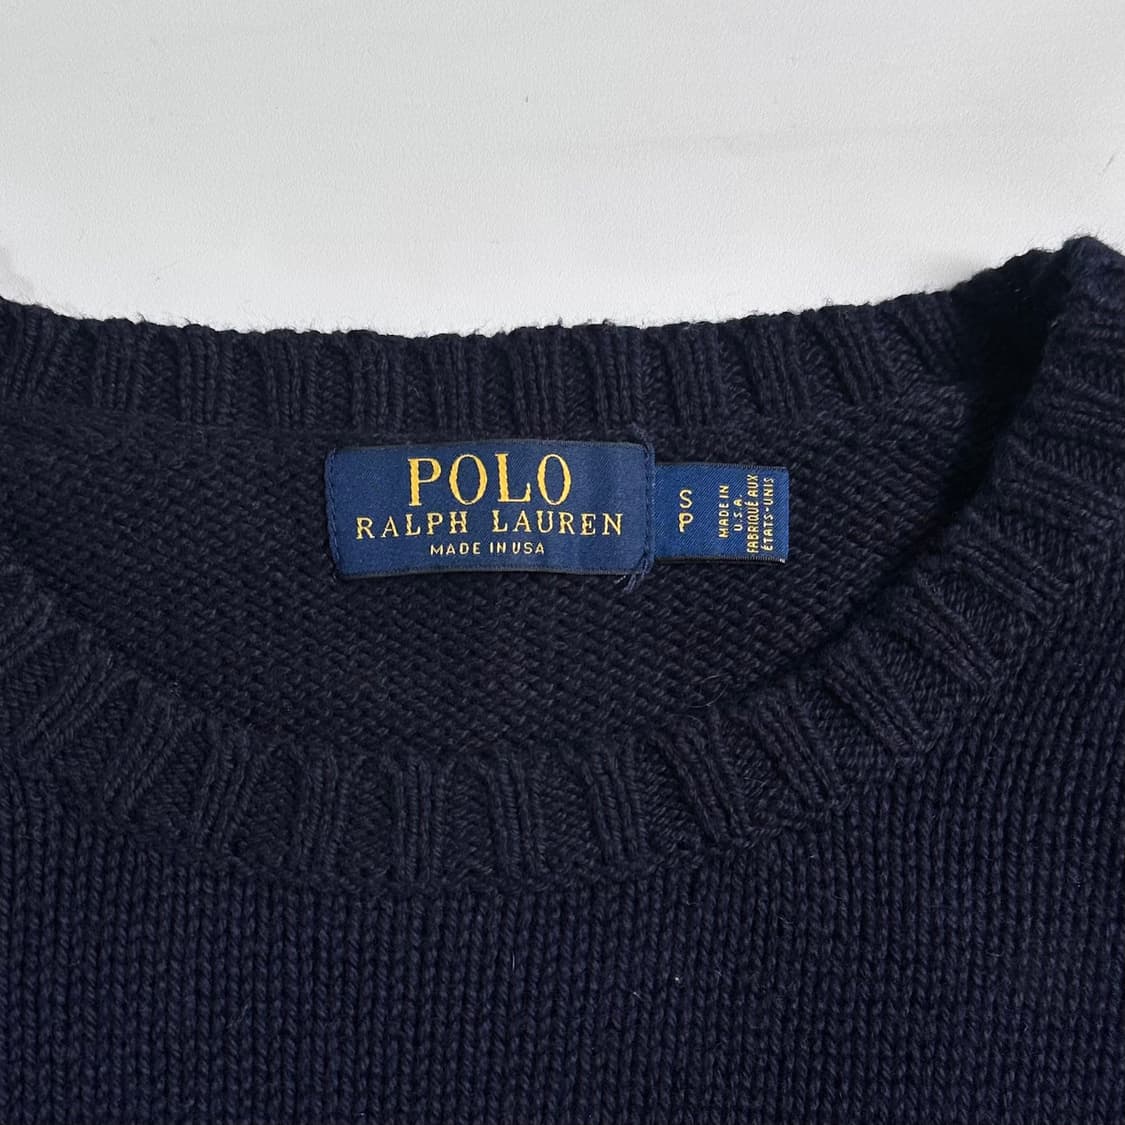 POLO
RALPH LAUREN
MADE IN USA
S
P
MADE IN
U.S.A.
FABRIQUÉ AUX
ÉTATS-UNIS